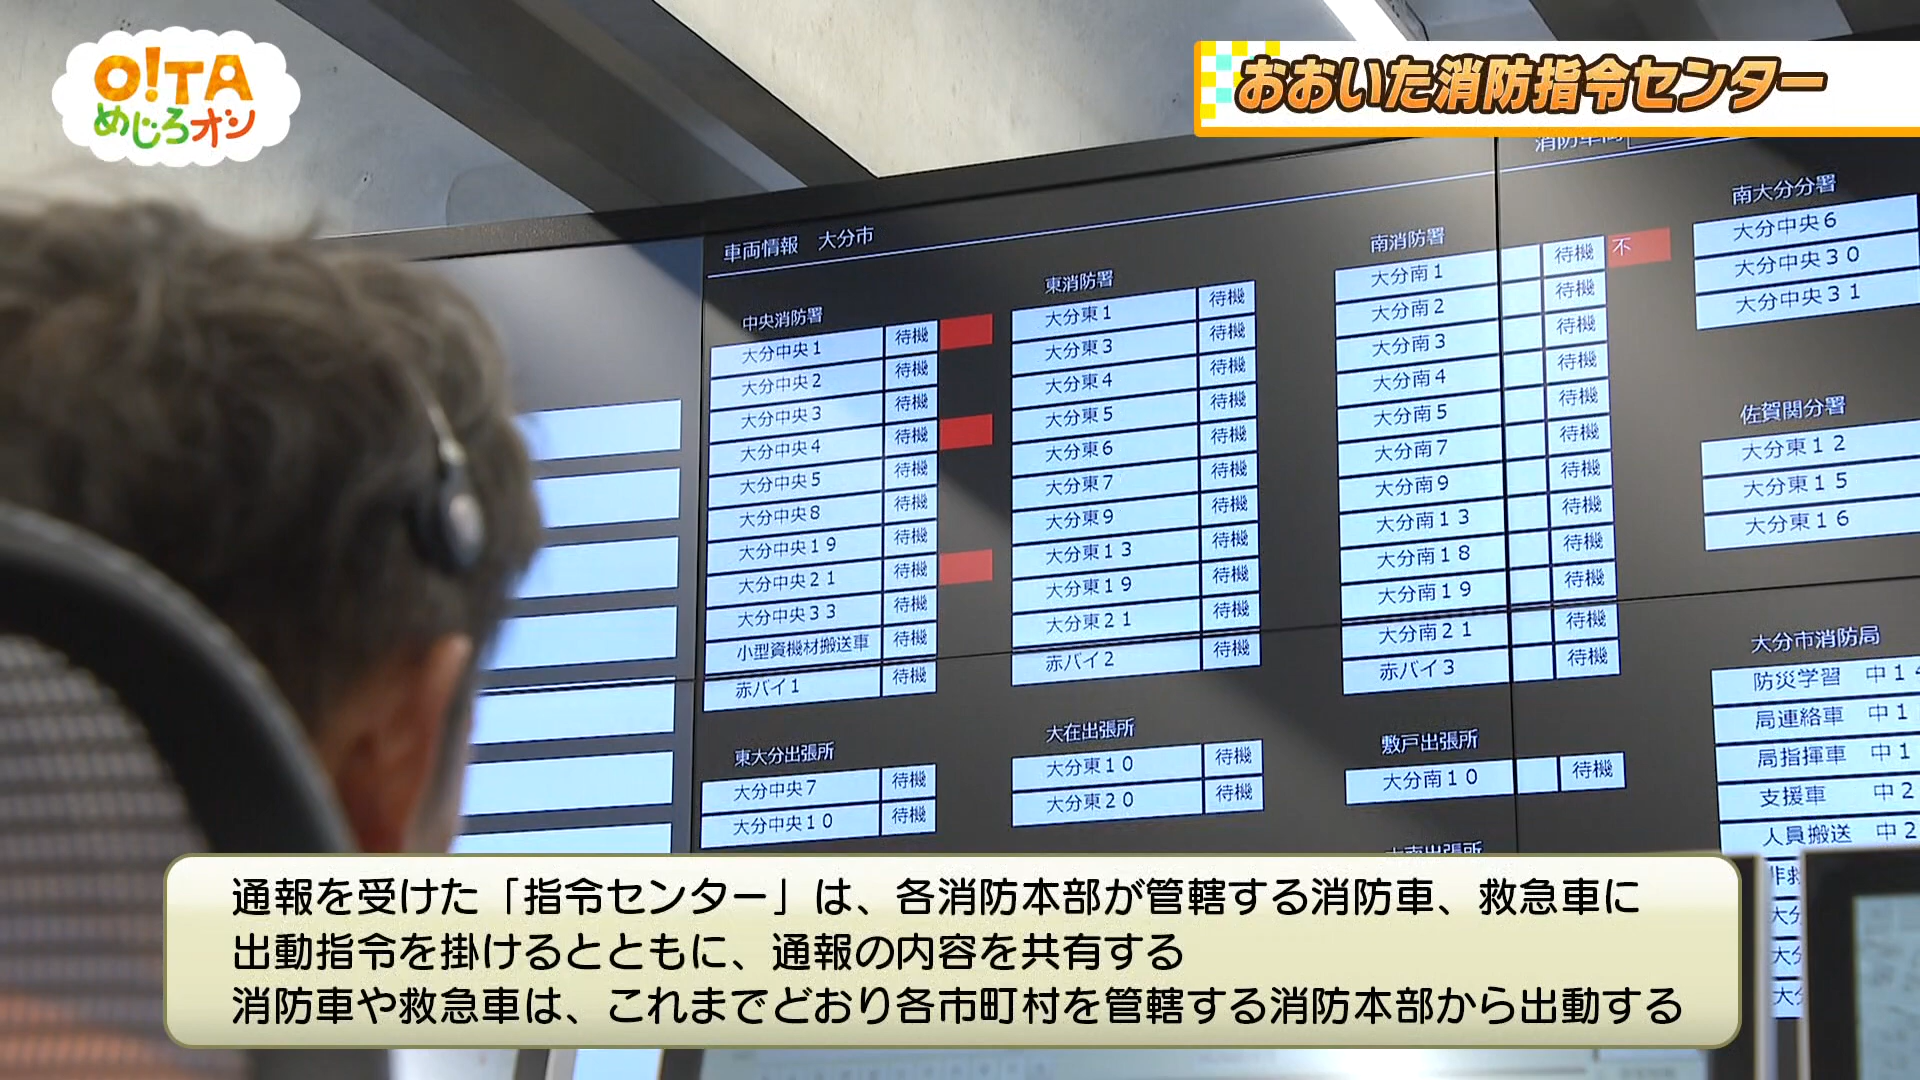 O!TA
めじろオシ
おおいた消防指令センター
車両情報　大分市
中央消防署
大分中央1 待機
大分中央2 待機
大分中央3 待機
大分中央4 待機
大分中央5 待機
大分中央8 待機
大分中央19 待機
大分中央21 待機
大分中央33 待機
小型資機材搬送車 待機
赤バイ1 待機
東大分出張所
大分中央7 待機
大分中央10 待機
東消防署
大分東1 待機
大分東3 待機
大分東4 待機
大分東5 待機
大分東6 待機
大分東7 待機
大分東9 待機
大分東13 待機
大分東19 待機
大分東21 待機
赤バイ2 待機
大在出張所
大分東10 待機
大分東20 待機
南消防署
大分南1 待機 不
大分南2 待機
大分南3 待機
大分南4 待機
大分南5 待機
大分南7 待機
大分南9 待機
大分南13 待機
大分南18 待機
大分南19 待機
大分南21 待機
赤バイ3 待機
敷戸出張所
大分南10 待機
南大分分署
大分中央6
大分中央30
大分中央31
佐賀関分署
大分東12
大分東15
大分東16
大分市消防局
防災学習 中1
局連絡車 中1
局指揮車 中1
支援車 中2
人員搬送 中2
通報を受けた「指令センター」は、各消防本部が管轄する消防車、救急車に
出動指令を掛けるとともに、通報の内容を共有する
消防車や救急車は、これまでどおり各市町村を管轄する消防本部から出動する